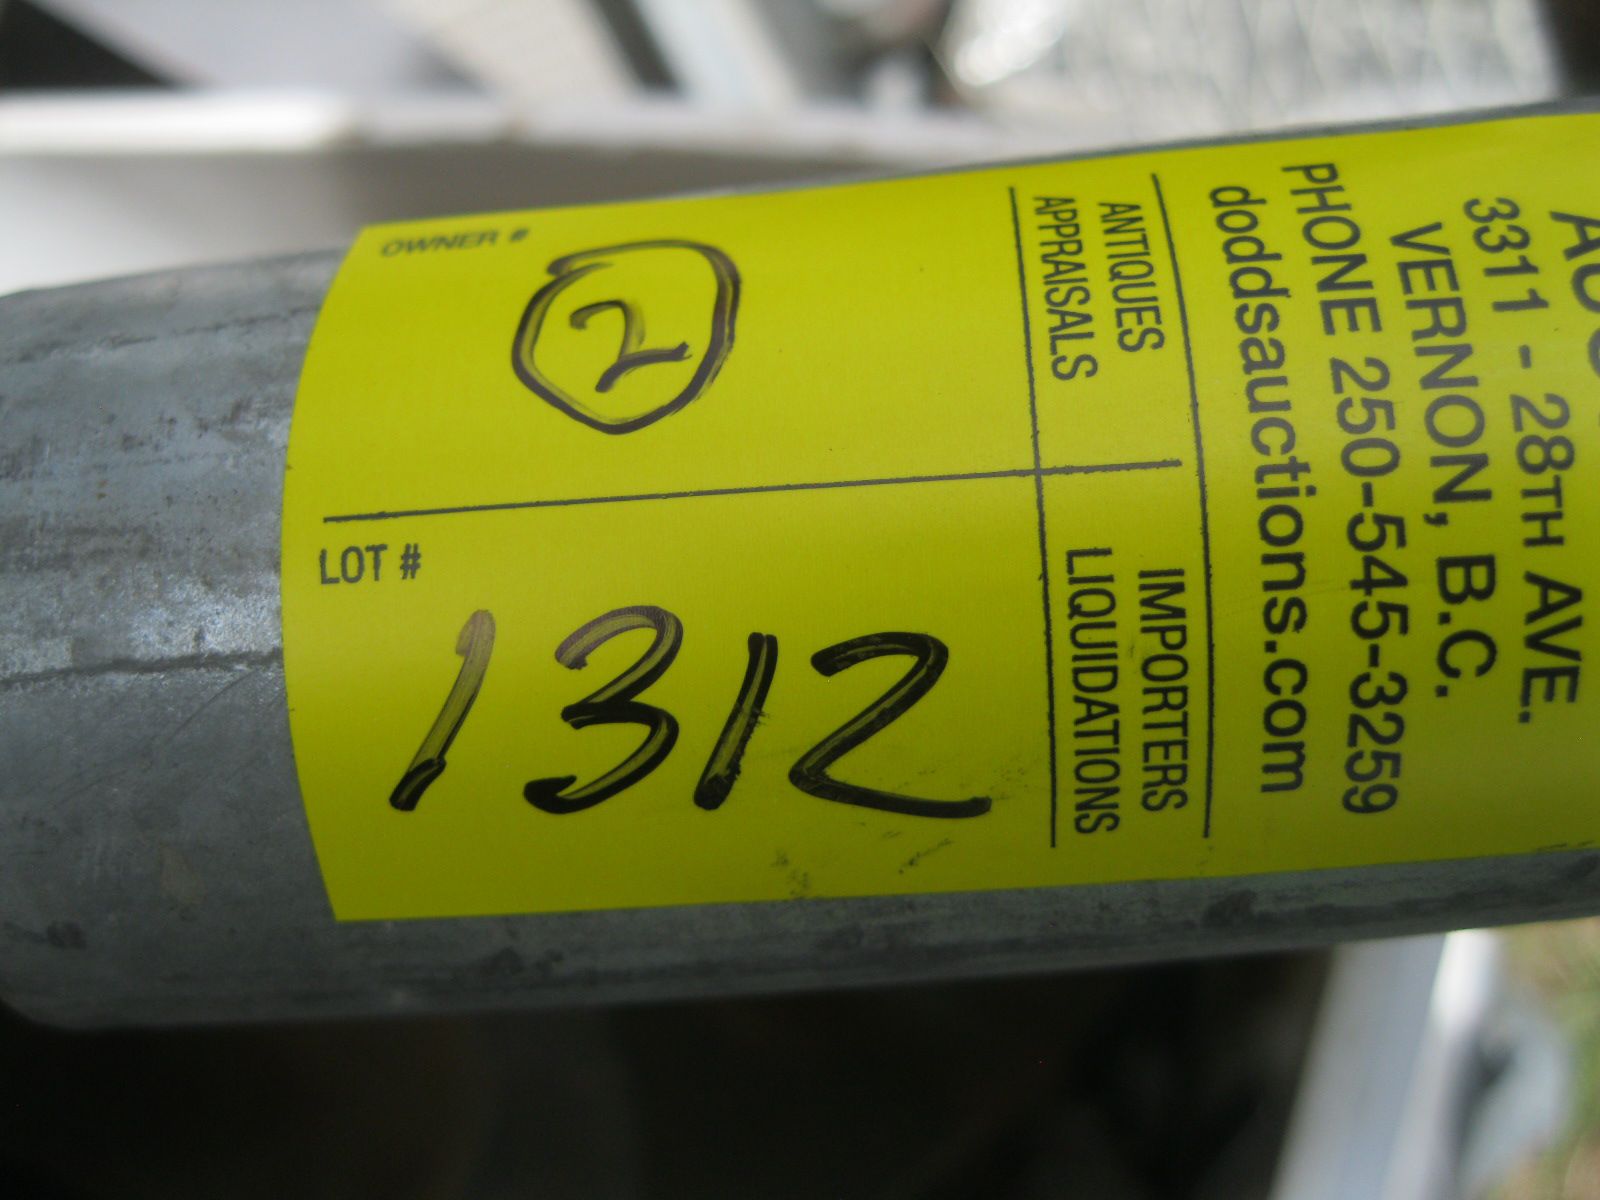 3311 - 28TH AVE.
VERNON, B.C.
PHONE 250-545-3259
doddsauctions.com
ANTIQUES IMPORTERS
APPRAISALS LIQUIDATIONS
OWNER #
2
LOT #
1312